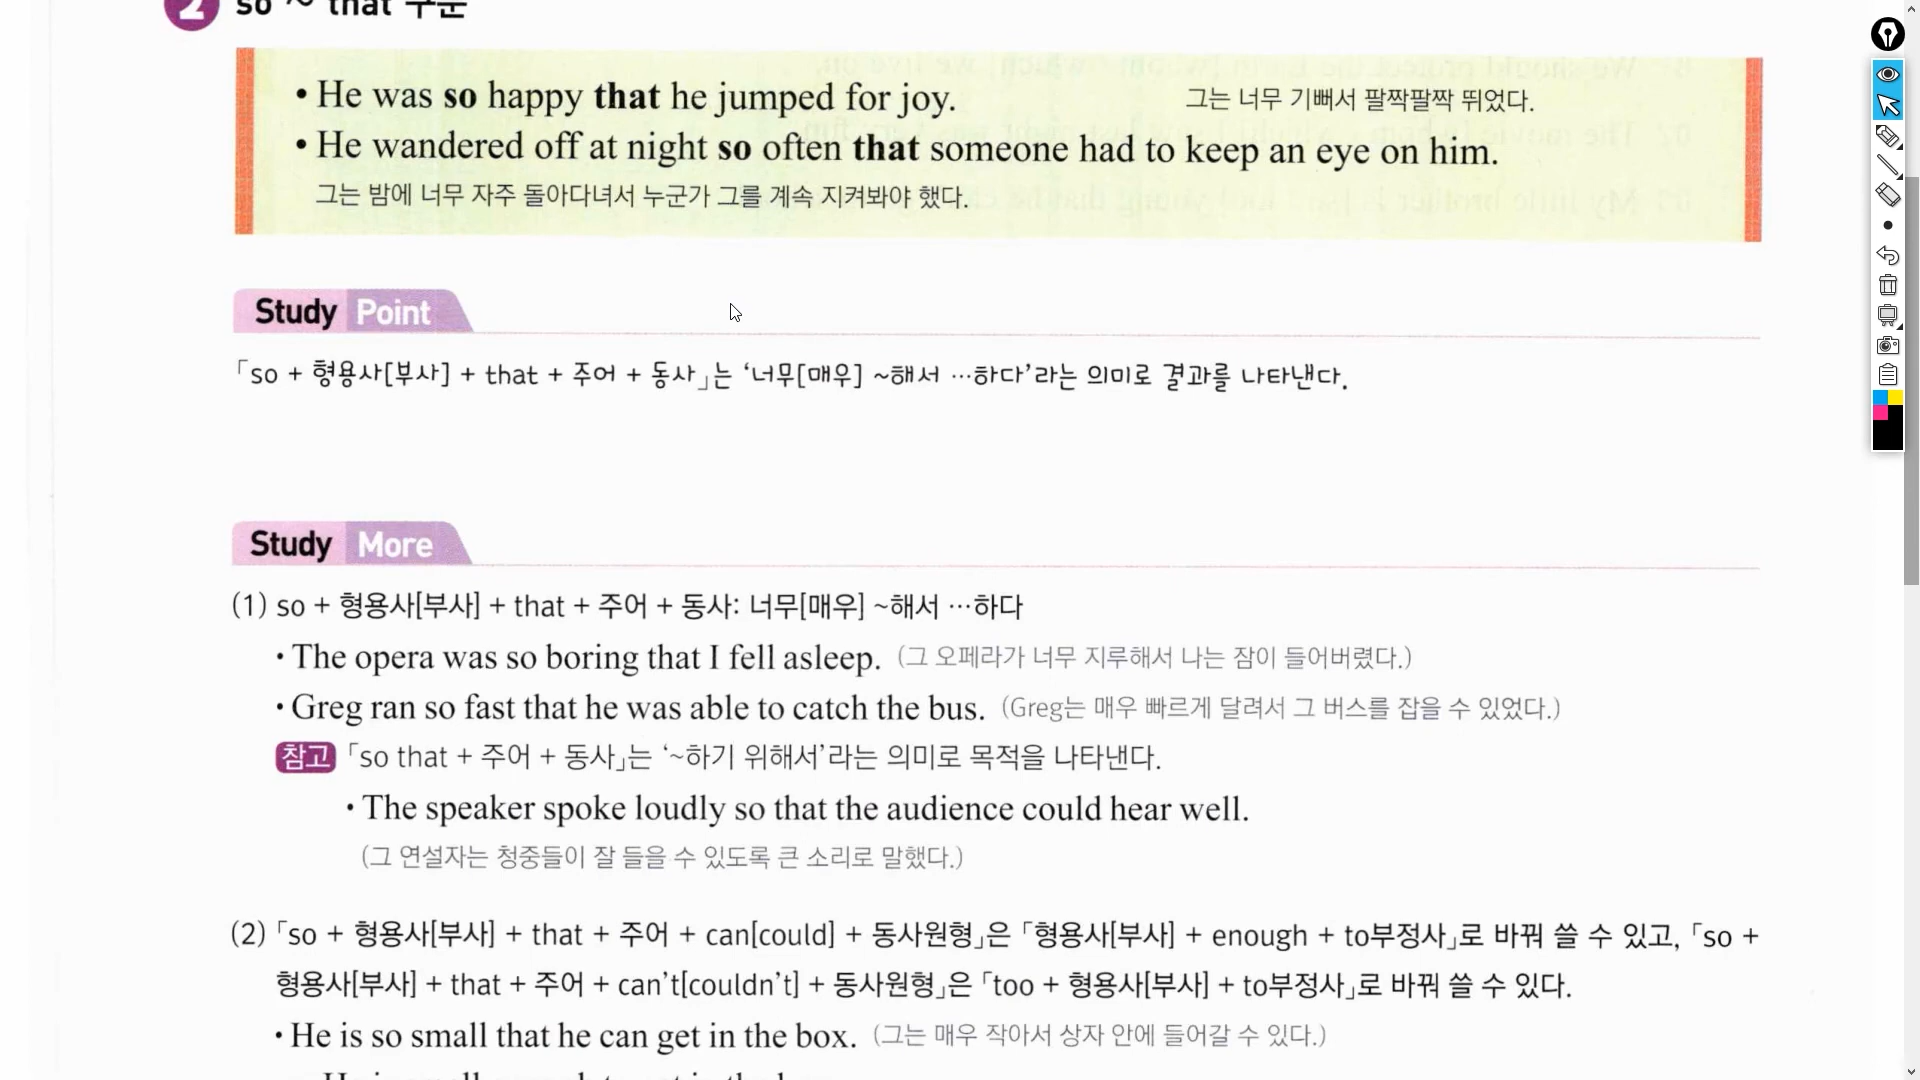 2 so ~ that 구문
• He was so happy that he jumped for joy. 그는 너무 기뻐서 팔짝팔짝 뛰었다.
• He wandered off at night so often that someone had to keep an eye on him.
그는 밤에 너무 자주 돌아다녀서 누군가 그를 계속 지켜봐야 했다.
Study Point
「so + 형용사[부사] + that + 주어 + 동사」는 ‘너무[매우] ~해서 …하다’라는 의미로 결과를 나타낸다.
Study More
(1) so + 형용사[부사] + that + 주어 + 동사: 너무[매우] ~해서 …하다
• The opera was so boring that I fell asleep. (그 오페라가 너무 지루해서 나는 잠이 들어버렸다.)
• Greg ran so fast that he was able to catch the bus. (Greg는 매우 빠르게 달려서 그 버스를 잡을 수 있었다.)
참고 「so that + 주어 + 동사」는 ‘~하기 위해서’라는 의미로 목적을 나타낸다.
• The speaker spoke loudly so that the audience could hear well.
(그 연설자는 청중들이 잘 들을 수 있도록 큰 소리로 말했다.)
(2) 「so + 형용사[부사] + that + 주어 + can[could] + 동사원형」은 「형용사[부사] + enough + to부정사」로 바꿔 쓸 수 있고, 「so +
형용사[부사] + that + 주어 + can’t[couldn’t] + 동사원형」은 「too + 형용사[부사] + to부정사」로 바꿔 쓸 수 있다.
• He is so small that he can get in the box. (그는 매우 작아서 상자 안에 들어갈 수 있다.)